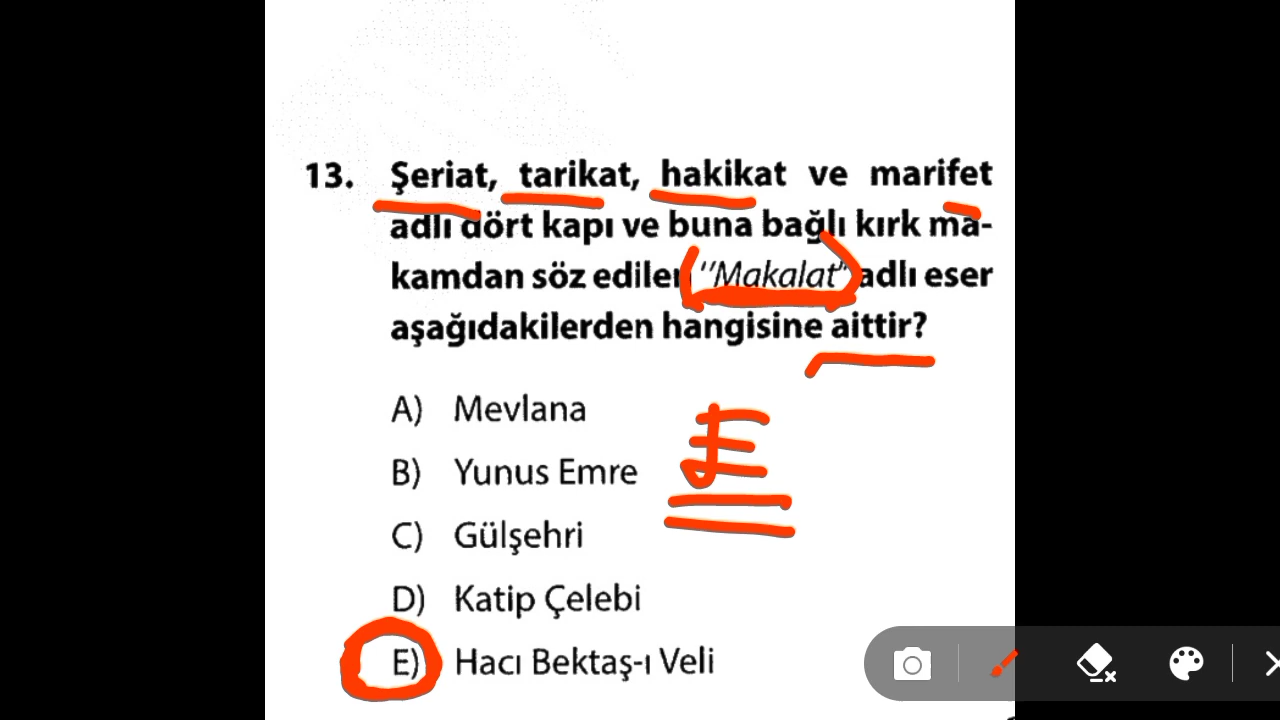 13. Şeriat, tarikat, hakikat ve marifet
adlı dört kapı ve buna bağlı kırk ma-
kamdan söz edilen "Makalat" adlı eser
aşağıdakilerden hangisine aittir?
A) Mevlana
B) Yunus Emre
E
C) Gülşehri
D) Katip Çelebi
E) Hacı Bektaş-ı Veli